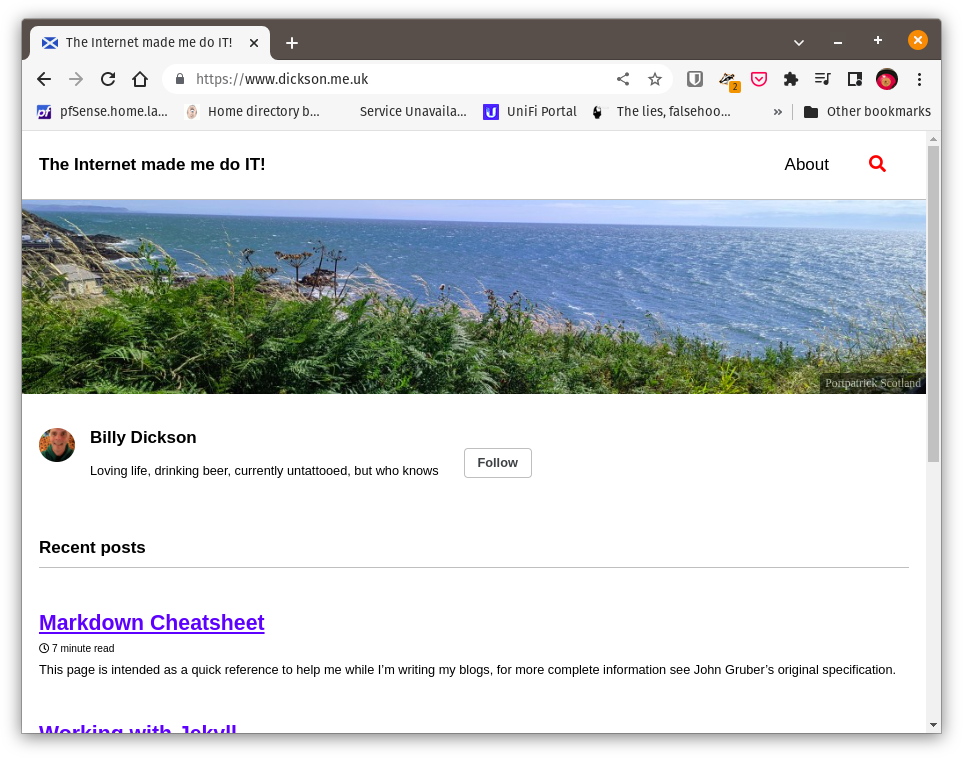 The Internet made me do IT!
https://www.dickson.me.uk
2
pf pfSense.home.la... Home directory b... Service Unavaila... UniFi Portal The lies, falsehoo... » Other bookmarks
The Internet made me do IT! About
Portpatrick Scotland
Billy Dickson
Loving life, drinking beer, currently untattooed, but who knows
Follow
Recent posts
Markdown Cheatsheet
7 minute read
This page is intended as a quick reference to help me while I’m writing my blogs, for more complete information see John Gruber’s original specification.
Working with Jekyll